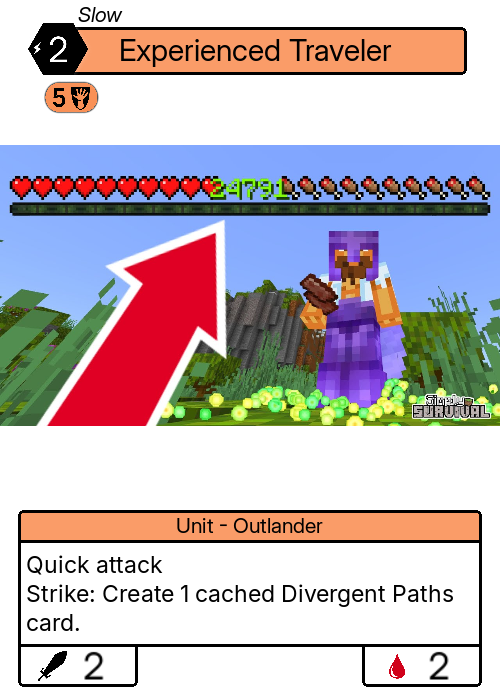 Slow
2
Experienced Traveler
5
24791
Simply
SURVIVAL
Unit - Outlander
Quick attack
Strike: Create 1 cached Divergent Paths
card.
2
2